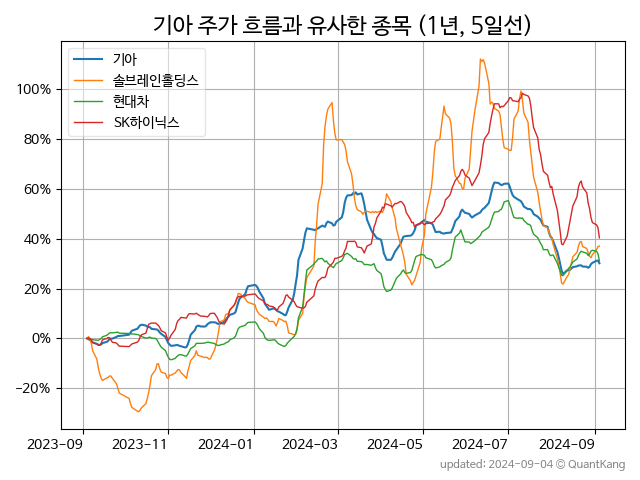 기아 주가 흐름과 유사한 종목 (1년, 5일선)
기아
솔브레인홀딩스
현대차
SK하이닉스
100%
80%
60%
40%
20%
0%
−20%
2023-09 2023-11 2024-01 2024-03 2024-05 2024-07 2024-09
updated: 2024-09-04 © QuantKang